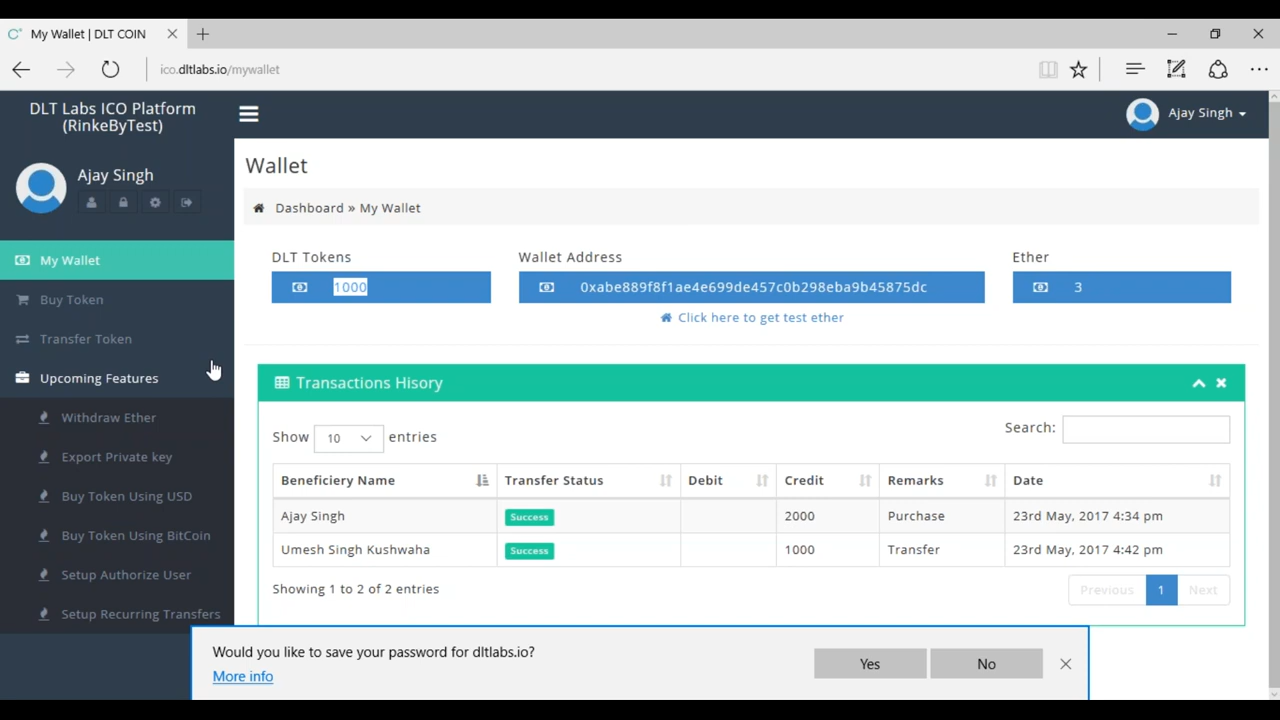 My Wallet | DLT COIN
ico.dltlabs.io/mywallet
DLT Labs ICO Platform
(RinkeByTest)
Ajay Singh
Ajay Singh
My Wallet
Buy Token
Transfer Token
Upcoming Features
Withdraw Ether
Export Private key
Buy Token Using USD
Buy Token Using BitCoin
Setup Authorize User
Setup Recurring Transfers
Wallet
Dashboard » My Wallet
DLT Tokens Wallet Address Ether
1000 0xabe889f8f1ae4e699de457c0b298eba9b45875dc 3
Click here to get test ether
Transactions Hisory
Show 10 entries Search:
Beneficiery Name Transfer Status Debit Credit Remarks Date
Ajay Singh Success 2000 Purchase 23rd May, 2017 4:34 pm
Umesh Singh Kushwaha Success 1000 Transfer 23rd May, 2017 4:42 pm
Showing 1 to 2 of 2 entries Previous 1 Next
Would you like to save your password for dltlabs.io?
More info
Yes No